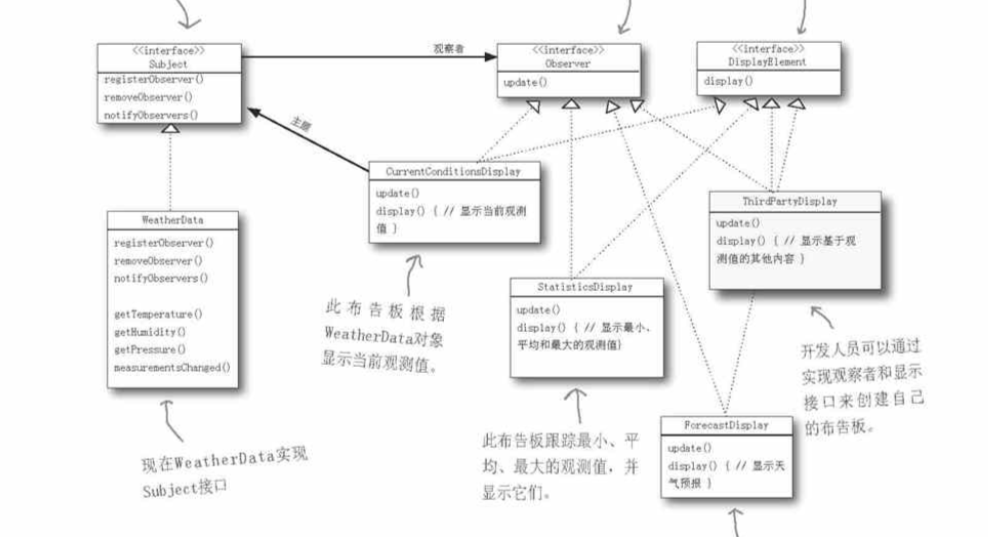 <<interface>>
Subject
registerObserver()
removeObserver()
notifyObservers()
观察者
<<interface>>
Observer
update()
<<interface>>
DisplayElement
display()
主题
WeatherData
registerObserver()
removeObserver()
notifyObservers()
getTemperature()
getHumidity()
getPressure()
measurementsChanged()
现在WeatherData实现
Subject接口
CurrentConditionsDisplay
update()
display() { // 显示当前观测
值 }
此布告板根据
WeatherData对象
显示当前观测值。
StatisticsDisplay
update()
display() { // 显示最小、
平均和最大的观测值}
此布告板跟踪最小、平
均、最大的观测值，并
显示它们。
ThirdPartyDisplay
update()
display() { // 显示基于观
测值的其他内容 }
开发人员可以通过
实现观察者和显示
接口来创建自己
的布告板。
ForecastDisplay
update()
display() { // 显示天
气预报 }